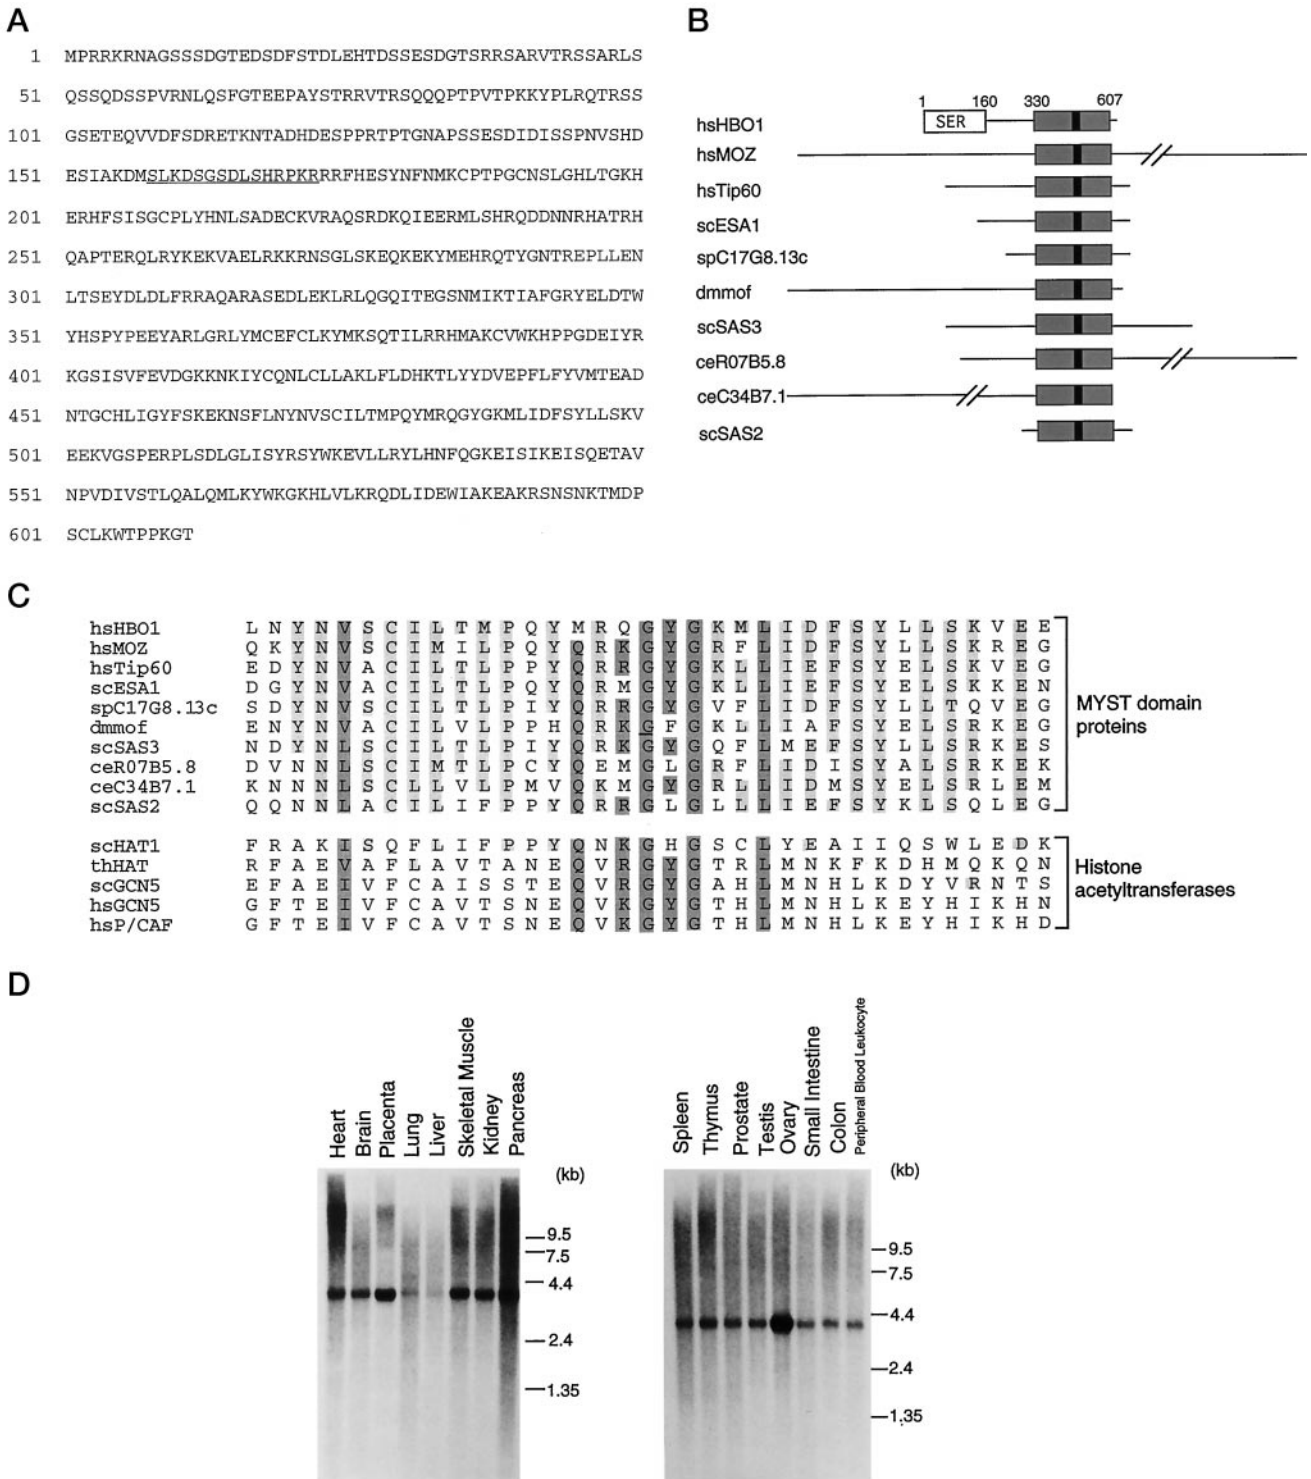 A
1 MPRRKRNAGSSSDGTEDSDFSTDLEHTDSSESDGTSRRSARVTRSSARLS
51 QSSQDSSPVRNLQSFGTEEPAYSTRRVTRSQQQPTPVTPKKYPLRQTRSS
101 GSETEQVVDFSDRETKNTADHDESPPRTPTGNAPSSESDIDISSPNVSHD
151 ESIAKDMSLKDSGSDLSHRPKRRRFHESYNFNMKCPTPGCNSLGHLTGKH
201 ERHFSISGCPLYHNLSADECKVRAQSRDKQIEERMLSHRQDDNNRHATRH
251 QAPTERQLRYKEKVAELRKKRNSGLSKEQKEKYMEHRQTYGNTREPLLEN
301 LTSEYDLDLFRRAQARASEDLEKLRLQGQITEGSNMIKTIAFGRYELDTW
351 YHSPYPEEYARLGRLYMCEFCLKYMKSQTILRRHMAKCVWKHPPGDEIYR
401 KGSISVFEVDGKKNKIYCQNLCLLAKLFLDHKTLYYDVEPFLFYVMTEAD
451 NTGCHLIGYFSKEKNSFLNYNVSCILTMPQYMRQGYGKMLIDFSYLLSKV
501 EEKVGSPERPLSDLGLISYRSYWKEVLLRYLHNFQGKEISIKEISQETAV
551 NPVDIVSTLQALQMLKYWKGKHLVLKRQDLIDEWIAKEAKRSNSNKTMDP
601 SCLKWTPPKGT
B
1 160 330 607
hsHBO1 SER
hsMOZ
hsTip60
scESA1
spC17G8.13c
dmmof
scSAS3
ceR07B5.8
ceC34B7.1
scSAS2
C
hsHBO1 L N Y N V S C I L T M P Q Y M R Q G Y G K M L I D F S Y L L S K V E E
hsMOZ Q K Y N V S C I M I L P Q Y Q R K G Y G R F L I D F S Y L L S K R E G
hsTip60 E D Y N V A C I L T L P P Y Q R R G Y G K L L I E F S Y E L S K V E G
scESA1 D G Y N V A C I L T L P Q Y Q R M G Y G K L L I E F S Y E L S K K E N
spC17G8.13c S D Y N V S C I L T L P I Y Q R R G Y G V F L I D F S Y L L T Q V E G
dmmof E N Y N V A C I L V L P P H Q R K G F G K L L I A F S Y E L S R K E G
scSAS3 N D Y N L S C I L T L P I Y Q R K G Y G Q F L M E F S Y L L S R K E S
ceR07B5.8 D V N N L S C I M T L P C Y Q E M G L G R F L I D I S Y A L S R K E K
ceC34B7.1 K N N N L S C L L V L P M V Q K M G Y G R L L I D M S Y E L S R L E M
scSAS2 Q Q N N L A C I L I F P P Y Q R R G L G L L L I E F S Y K L S Q L E G
MYST domain
proteins
scHAT1 F R A K I S Q F L I F P P Y Q N K G H G S C L Y E A I I Q S W L E D K
thHAT R F A E V A F L A V T A N E Q V R G Y G T R L M N K F K D H M Q K Q N
scGCN5 E F A E I V F C A I S S T E Q V R G Y G A H L M N H L K D Y V R N T S
hsGCN5 G F T E I V F C A V T S N E Q V K G Y G T H L M N H L K E Y H I K H N
hsP/CAF G F T E I V F C A V T S N E Q V K G Y G T H L M N H L K E Y H I K H D
Histone
acetyltransferases
D
Heart
Brain
Placenta
Lung
Liver
Skeletal Muscle
Kidney
Pancreas
(kb)
9.5
7.5
4.4
2.4
1.35
Spleen
Thymus
Prostate
Testis
Ovary
Small Intestine
Colon
Peripheral Blood Leukocyte
(kb)
9.5
7.5
4.4
2.4
1.35